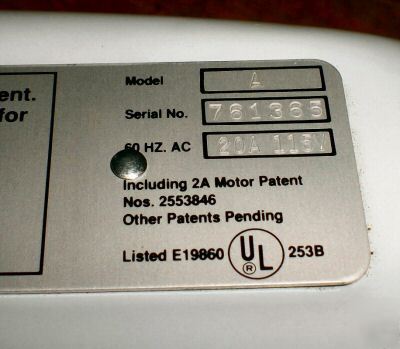 ent.
for
Model A
Serial No. 761365
60 HZ. AC 20A 115V
Including 2A Motor Patent
Nos. 2553846
Other Patents Pending
Listed E19860 UL ® 253B